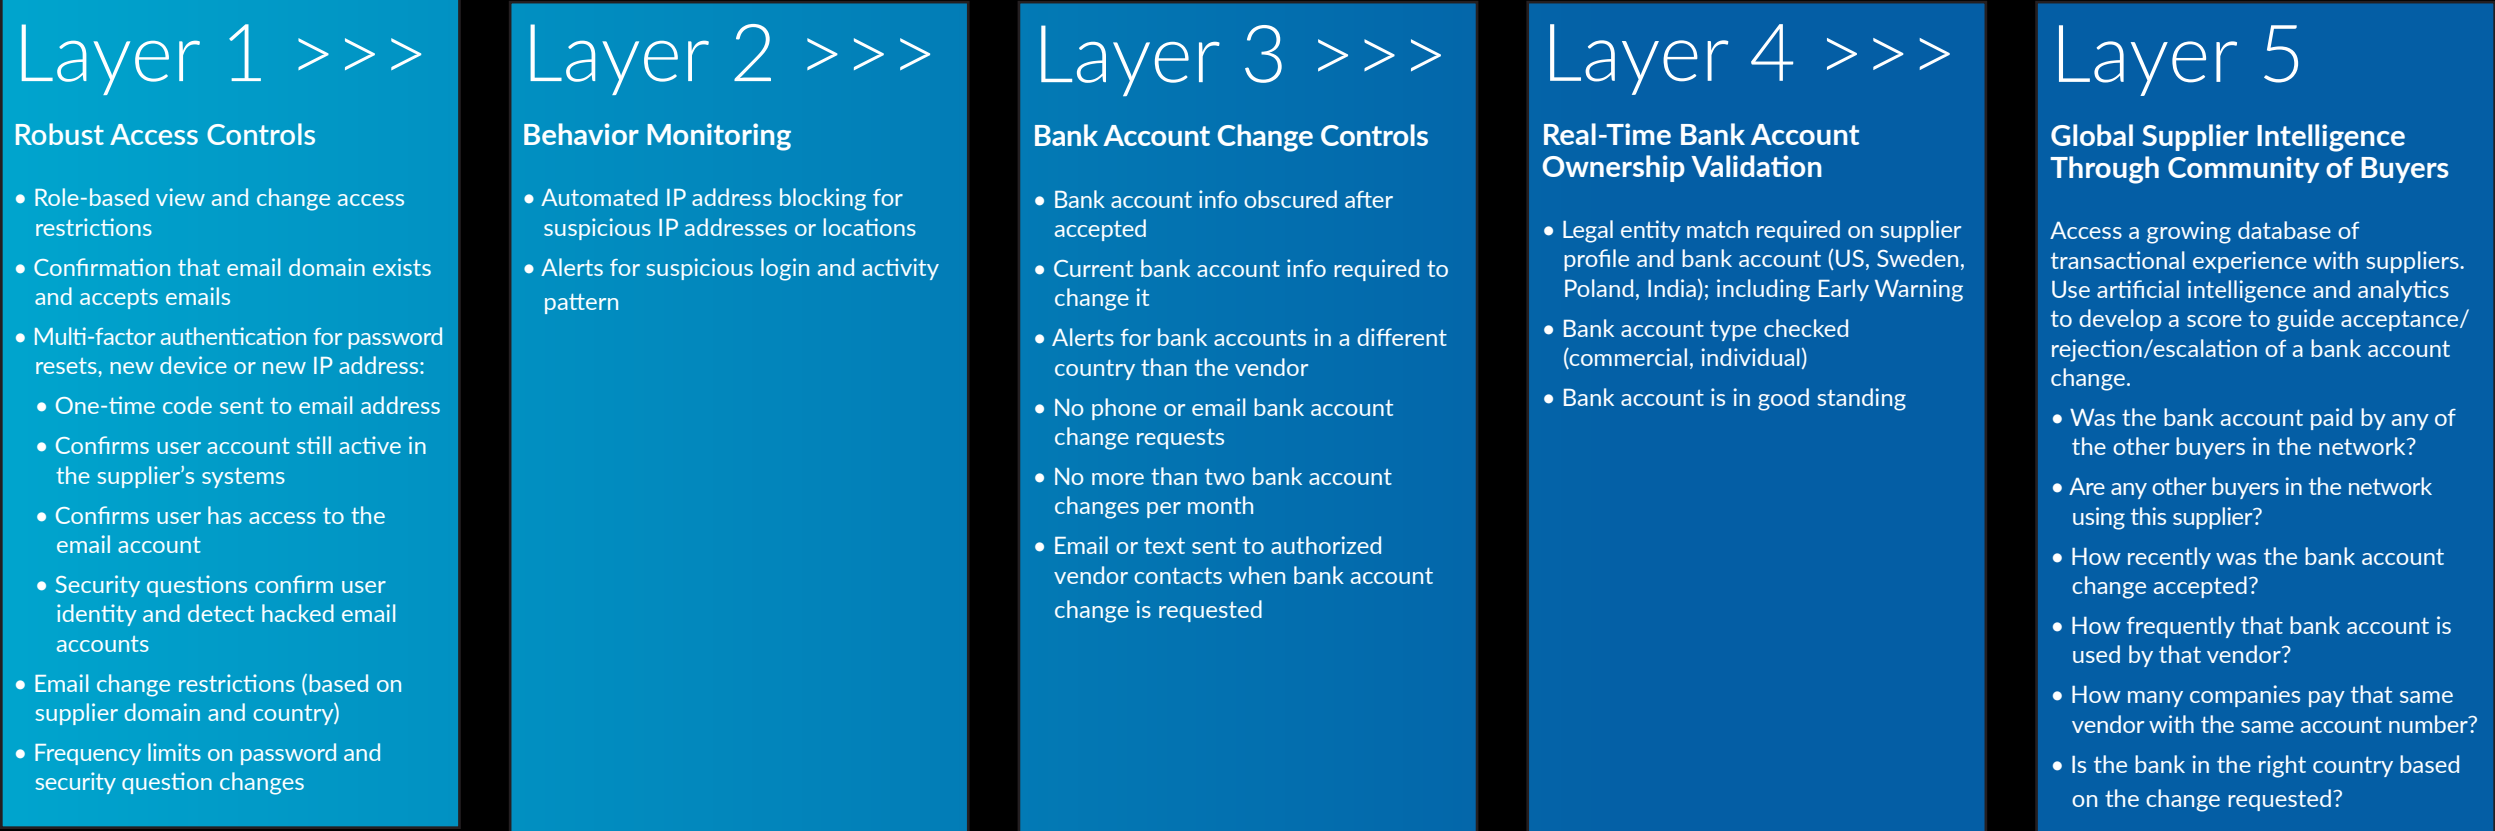 Layer 1 >>>
Robust Access Controls
• Role-based view and change access
restrictions
• Confirmation that email domain exists
and accepts emails
• Multi-factor authentication for password
resets, new device or new IP address:
• One-time code sent to email address
• Confirms user account still active in
the supplier’s systems
• Confirms user has access to the
email account
• Security questions confirm user
identity and detect hacked email
accounts
• Email change restrictions (based on
supplier domain and country)
• Frequency limits on password and
security question changes
Layer 2 >>>
Behavior Monitoring
• Automated IP address blocking for
suspicious IP addresses or locations
• Alerts for suspicious login and activity
pattern
Layer 3 >>>
Bank Account Change Controls
• Bank account info obscured after
accepted
• Current bank account info required to
change it
• Alerts for bank accounts in a different
country than the vendor
• No phone or email bank account
change requests
• No more than two bank account
changes per month
• Email or text sent to authorized
vendor contacts when bank account
change is requested
Layer 4 >>>
Real-Time Bank Account
Ownership Validation
• Legal entity match required on supplier
profile and bank account (US, Sweden,
Poland, India); including Early Warning
• Bank account type checked
(commercial, individual)
• Bank account is in good standing
Layer 5
Global Supplier Intelligence
Through Community of Buyers
Access a growing database of
transactional experience with suppliers.
Use artificial intelligence and analytics
to develop a score to guide acceptance/
rejection/escalation of a bank account
change.
• Was the bank account paid by any of
the other buyers in the network?
• Are any other buyers in the network
using this supplier?
• How recently was the bank account
change accepted?
• How frequently that bank account is
used by that vendor?
• How many companies pay that same
vendor with the same account number?
• Is the bank in the right country based
on the change requested?